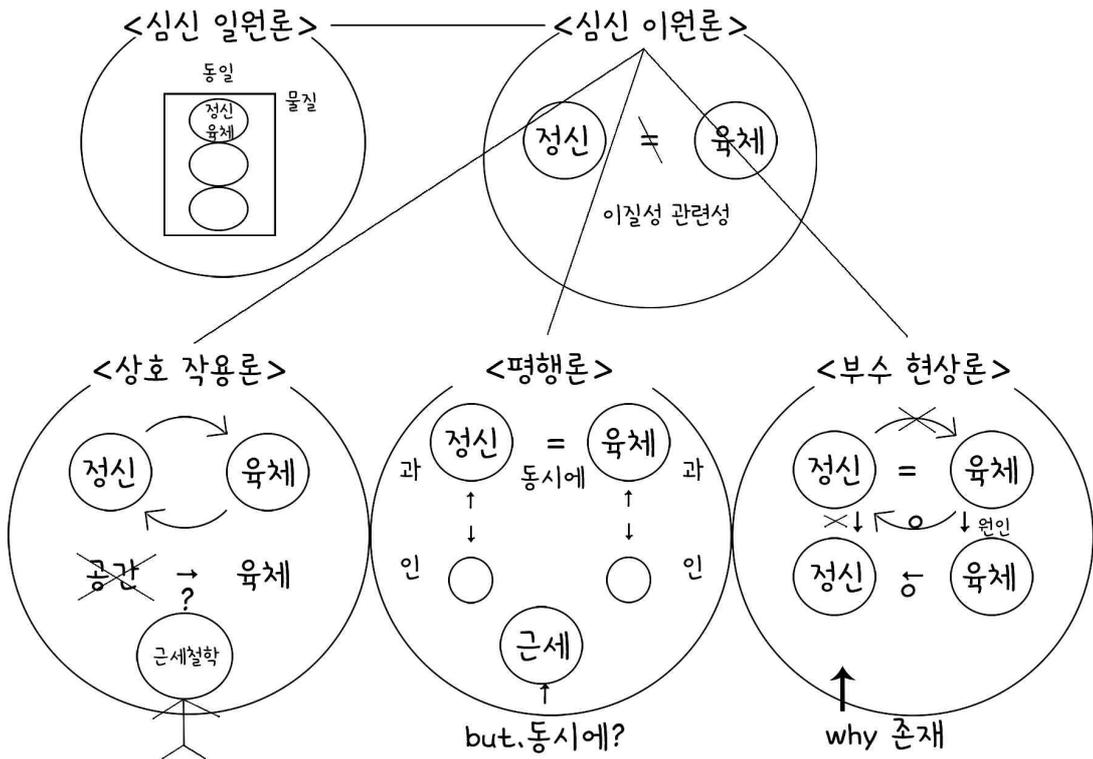 <심신 일원론>
<심신 이원론>
동일
물질
정신
육체
정신 ≠ 육체
이질성 관련성
<상호 작용론>
정신
육체
공간 → 육체
?
근세철학
<평행론>
정신 = 육체
동시에
과
과
↑ ↑
↓ ↓
인
인
근세
↑
but.동시에?
<부수 현상론>
정신 = 육체
원인
정신 ← 육체
why 존재